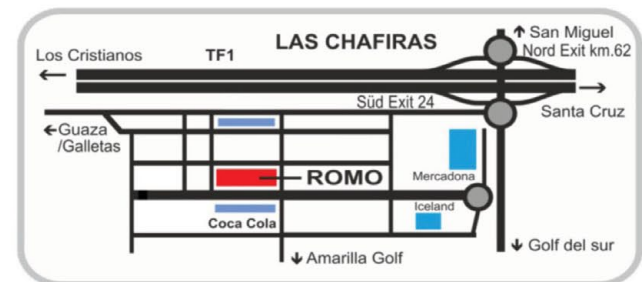 LAS CHAFIRAS
↑ San Miguel
Nord Exit km.62
Los Cristianos
←
TF1
→
Süd Exit 24
Santa Cruz
←Guaza
/Galletas
ROMO
Mercadona
Iceland
Coca Cola
↓ Amarilla Golf
↓ Golf del sur